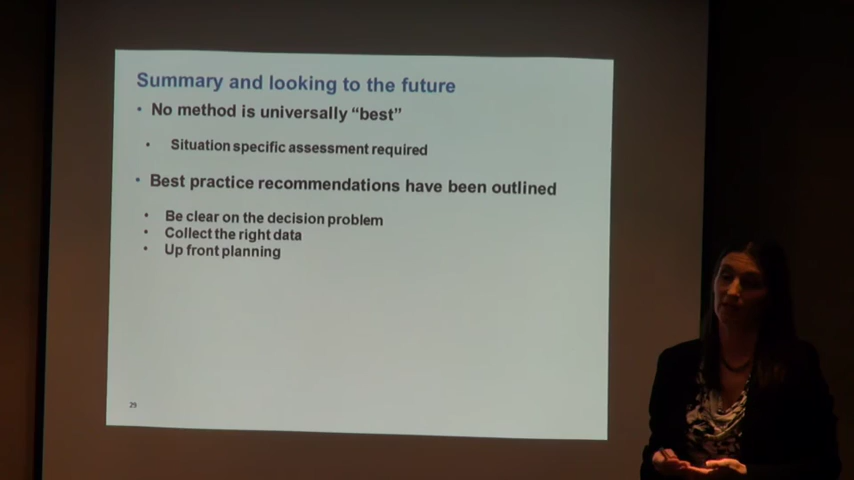 Summary and looking to the future
• No method is universally “best”
• Situation specific assessment required
• Best practice recommendations have been outlined
• Be clear on the decision problem
• Collect the right data
• Up front planning
29